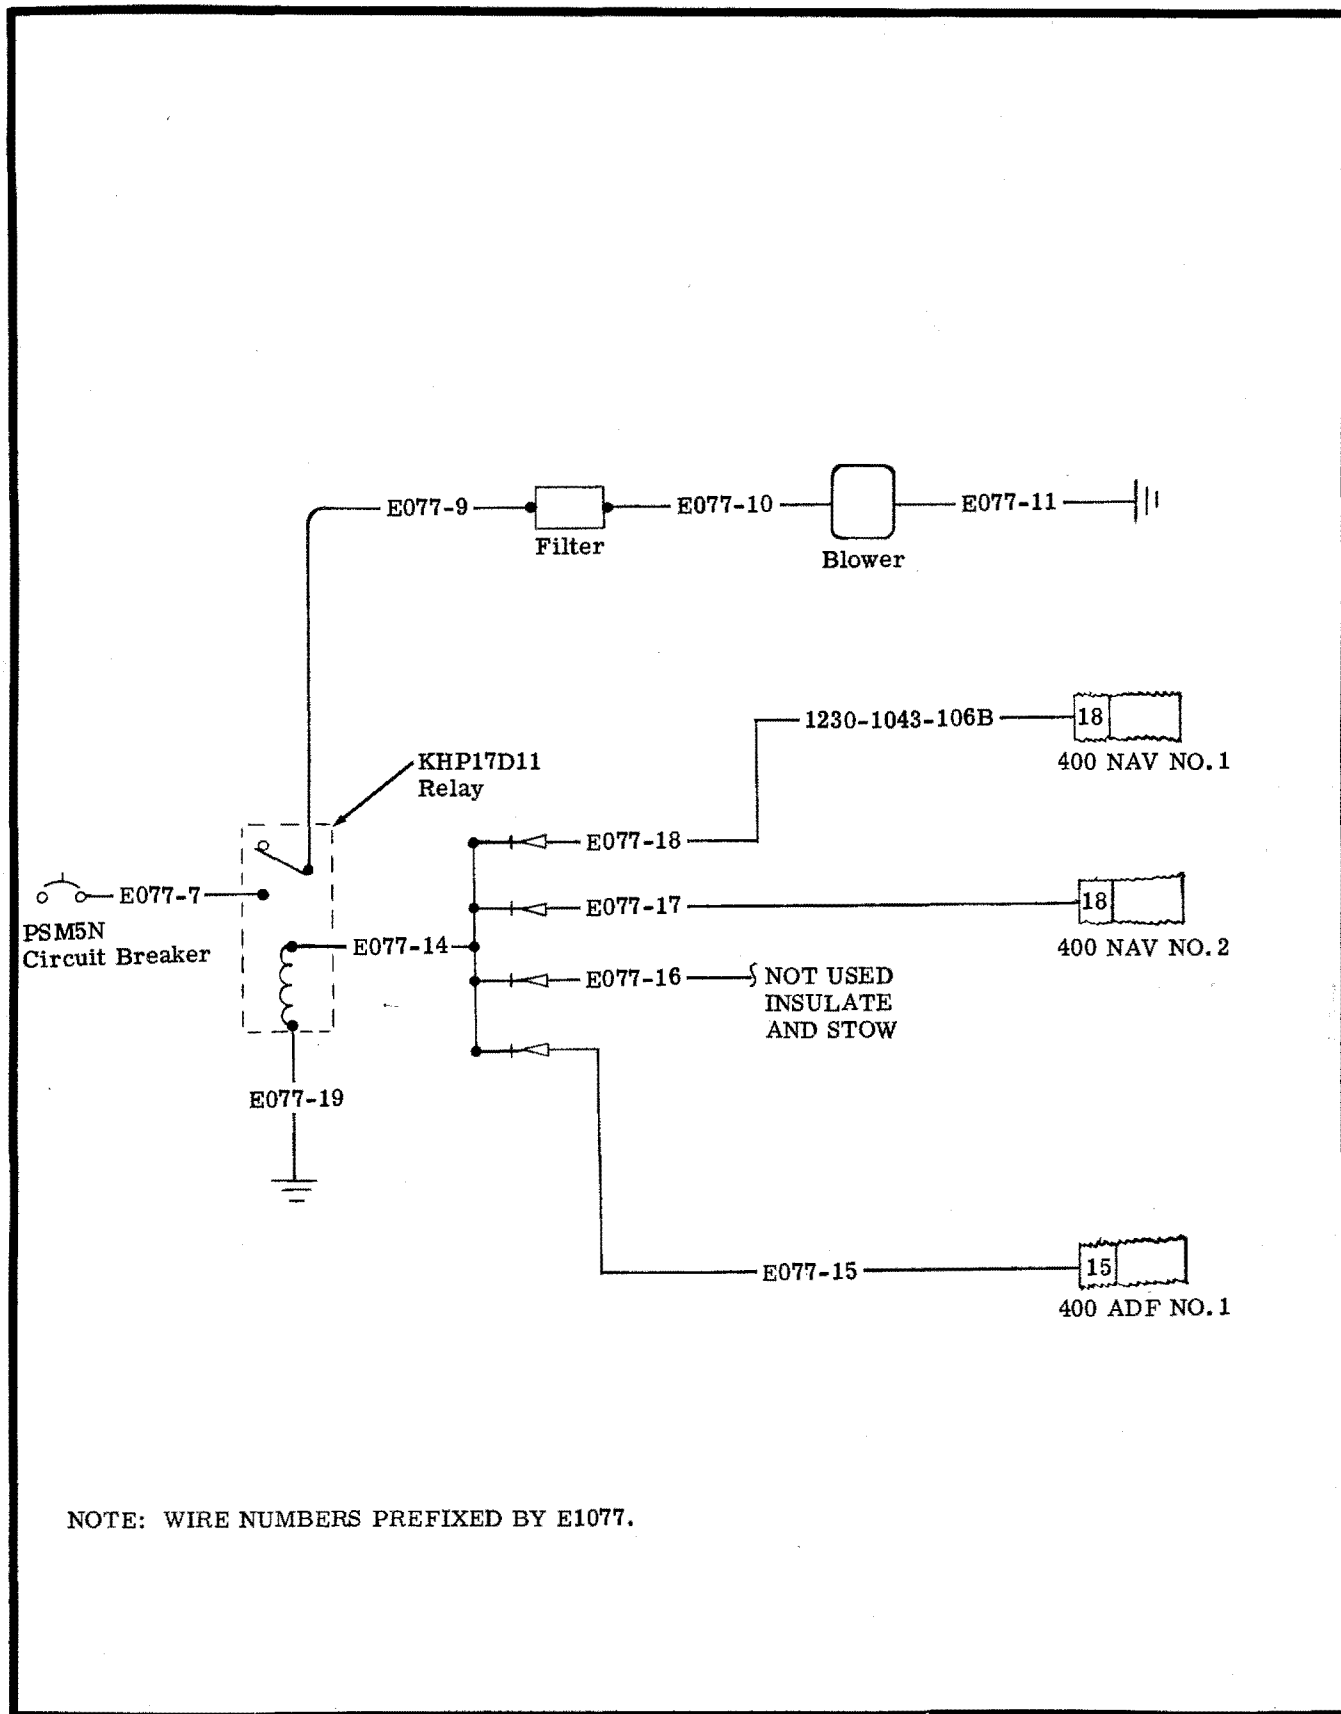 E077-9
E077-10
E077-11
Filter
Blower
1230-1043-106B
18
400 NAV NO.1
KHP17D11
Relay
E077-18
E077-7
E077-17
18
PSM5N
Circuit Breaker
E077-14
400 NAV NO.2
E077-16
NOT USED
INSULATE
AND STOW
E077-19
E077-15
15
400 ADF NO.1
NOTE: WIRE NUMBERS PREFIXED BY E1077.